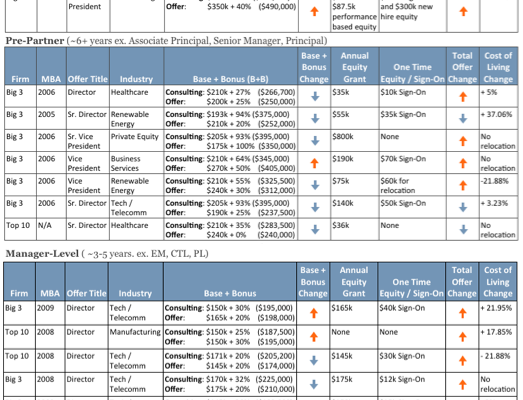 President Offer: $350k + 40% ($490,000) $87.5k and $300k new
performance hire equity
based equity
Pre-Partner (~6+ years ex. Associate Principal, Senior Manager, Principal)
Firm MBA Offer Title Industry Base + Bonus (B+B) Base + Bonus Change Annual Equity Grant One Time Equity / Sign-On Total Offer Change Cost of Living Change
Big 3 2006 Director Healthcare Consulting: $210k + 27% ($266,700) $35k $10k Sign-On + 5%
Offer: $200k + 25% ($250,000)
Big 3 2005 Sr. Director Renewable Consulting: $193k + 94% ($375,000) $55k $35k Sign-On + 37.06%
Energy Offer: $210k + 20% ($252,000)
Big 3 2006 Sr. Vice Private Equity Consulting: $205k + 93% ($395,000) $800k None No
President Offer: $175k + 100% ($350,000) relocation
Big 3 2006 Vice Business Consulting: $210k + 64% ($345,000) $190k $70k Sign-On No
President Services Offer: $270k + 50% ($405,000) relocation
Big 3 2006 Vice Renewable Consulting: $210k + 55% ($325,500) $75k $60k for -21.88%
President Energy Offer: $240k + 30% ($312,000) relocation
Big 3 2006 Sr. Director Tech / Consulting: $205k + 93% ($395,000) $140k $50k Sign-On + 3.23%
Telecomm Offer: $190k + 25% ($237,500)
Top 10 N/A Sr. Director Healthcare Consulting: $210k + 35% ($283,500) $36k None No
Offer: $240k + 0% ($240,000) relocation
Manager-Level ( ~3-5 years. ex. EM, CTL, PL)
Firm MBA Offer Title Industry Base + Bonus Base + Bonus Change Annual Equity Grant One Time Equity / Sign-On Total Offer Change Cost of Living Change
Big 3 2009 Director Tech / Consulting: $150k + 30% ($195,000) $165k $40k Sign-On + 21.95%
Telecomm Offer: $165k + 20% ($198,000)
Top 10 2008 Director Manufacturing Consulting: $150k + 25% ($187,500) None None + 17.85%
Offer: $150k + 30% ($195,000)
Top 10 2008 Director Tech / Consulting: $171k + 20% ($205,200) $145k $30k Sign-On - 21.88%
Telecomm Offer: $145k + 20% ($174,000)
Big 3 2008 Director Tech / Consulting: $170k + 32% ($225,000) $175k $12k Sign-On No
Telecomm Offer: $175k + 20% ($210,000) relocation